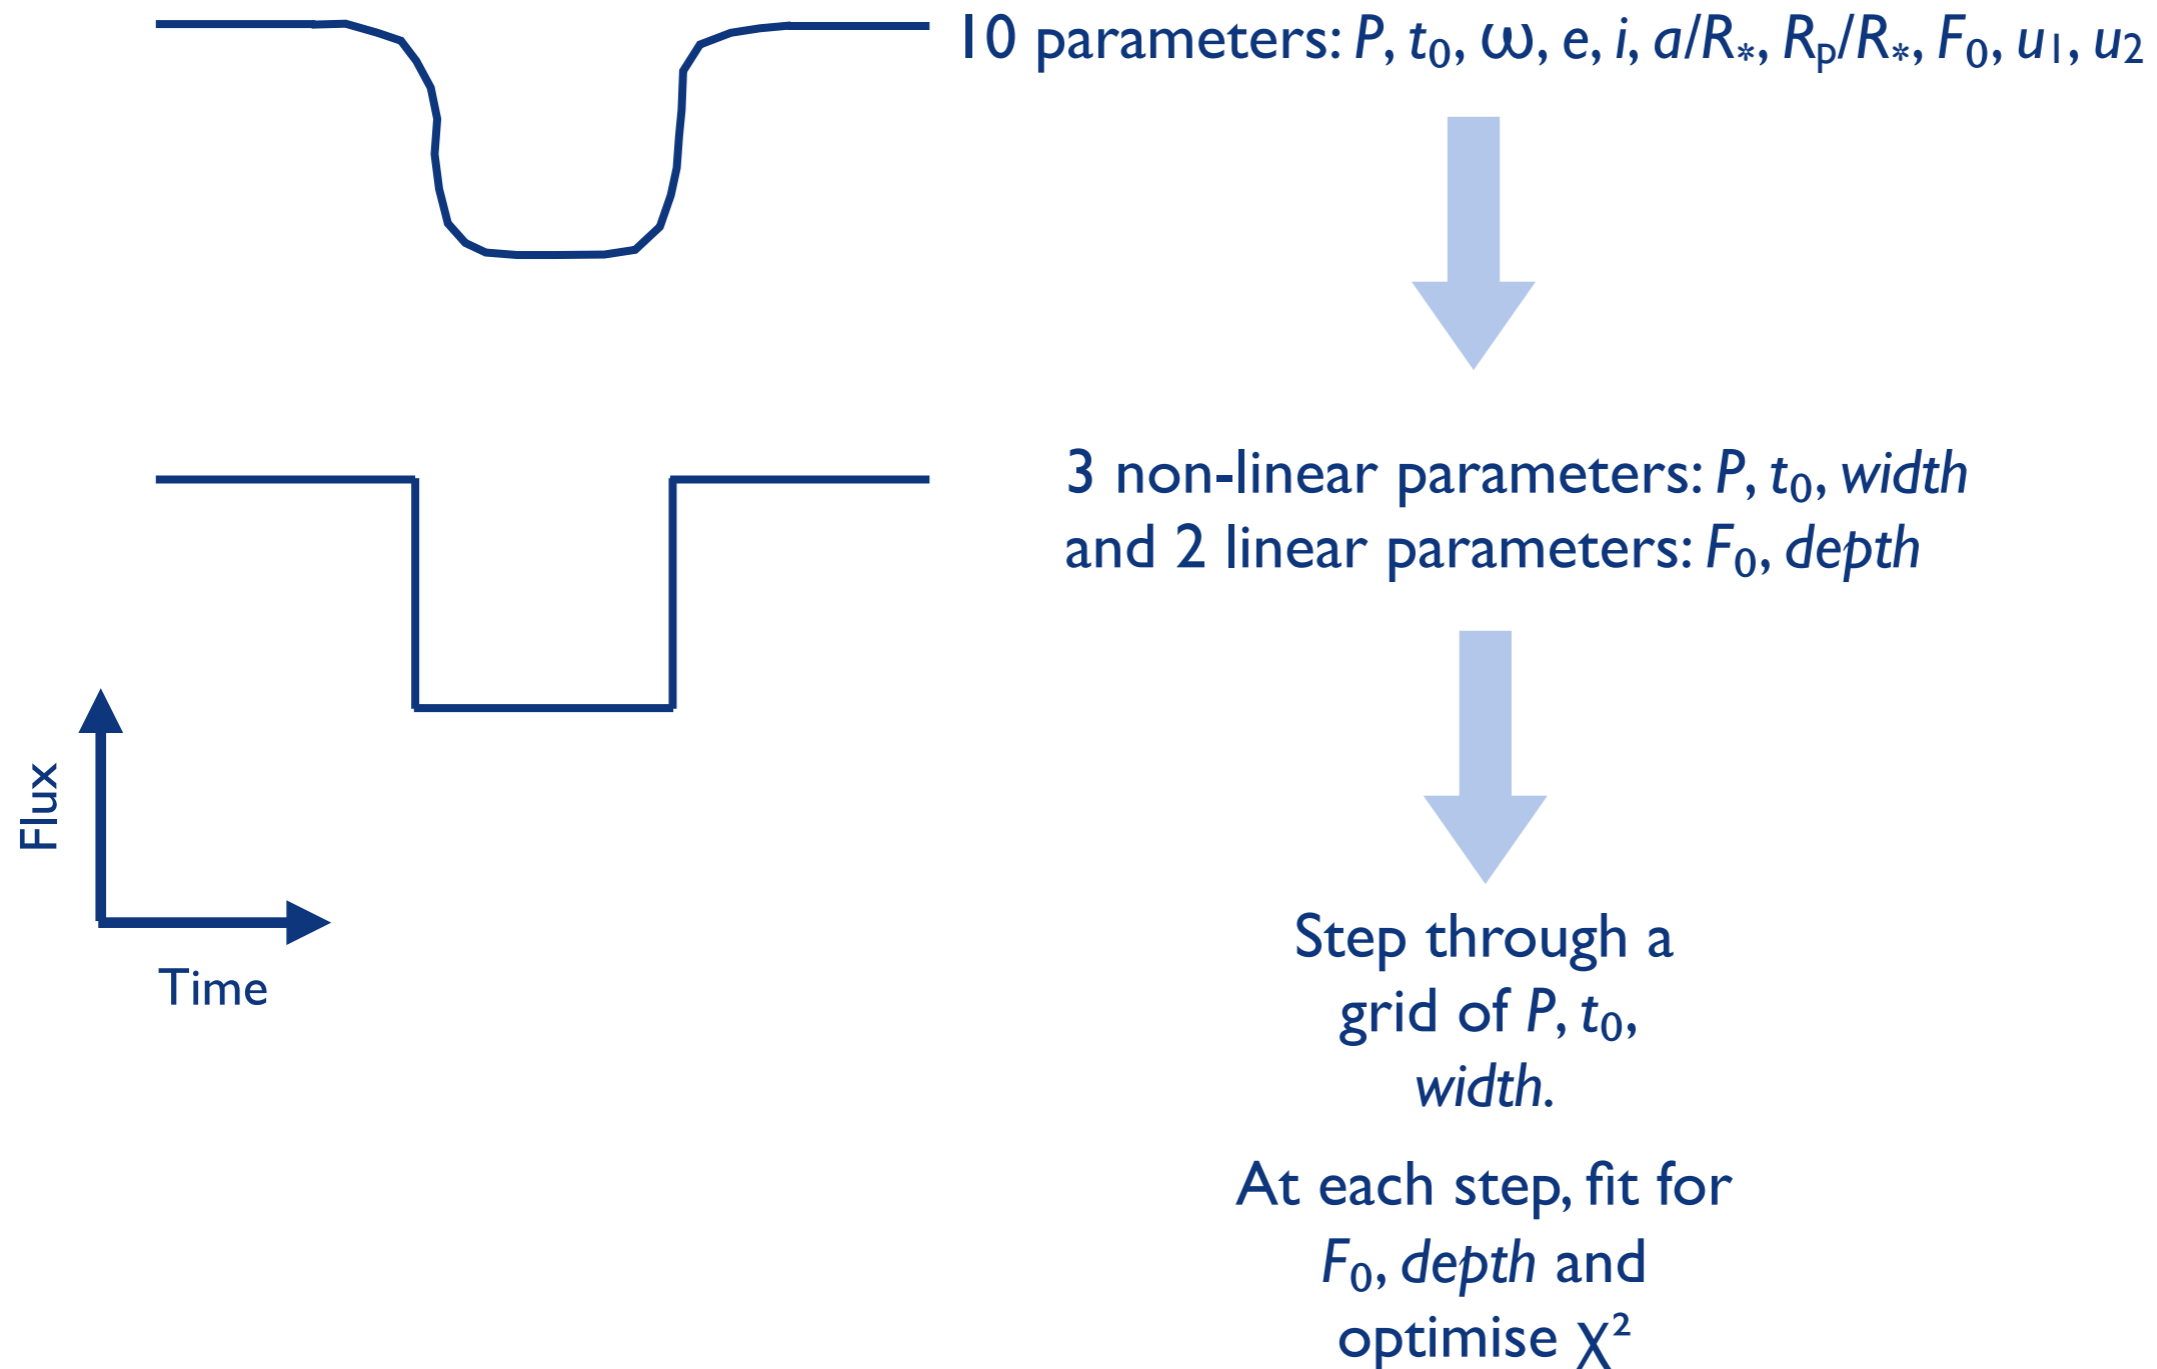 10 parameters: P, t₀, ω, e, i, a/R*, Rₚ/R*, F₀, u₁, u₂
3 non-linear parameters: P, t₀, width
and 2 linear parameters: F₀, depth
Flux
Time
Step through a
grid of P, t₀,
width.
At each step, fit for
F₀, depth and
optimise χ²